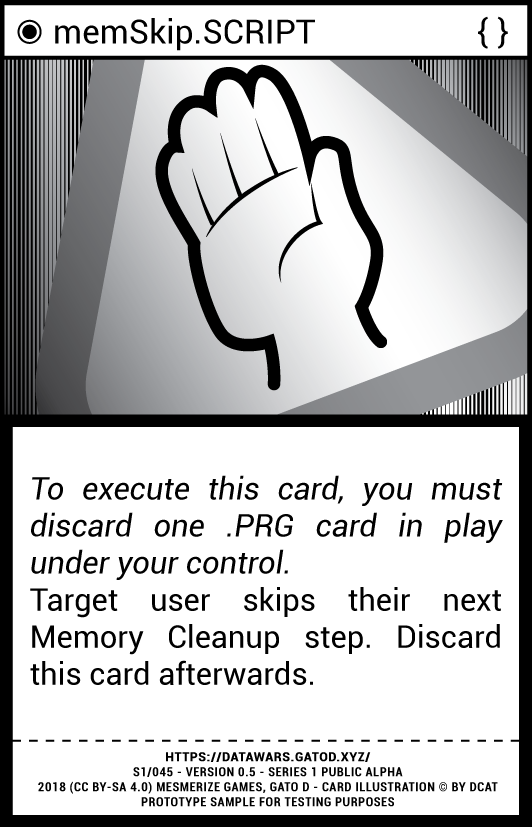 memSkip.SCRIPT { }
To execute this card, you must
discard one .PRG card in play
under your control.
Target user skips their next
Memory Cleanup step. Discard
this card afterwards.
HTTPS://DATAWARS.GATOD.XYZ/
S1/045 - VERSION 0.5 - SERIES 1 PUBLIC ALPHA
2018 (CC BY-SA 4.0) MESMERIZE GAMES, GATO D - CARD ILLUSTRATION © BY DCAT
PROTOTYPE SAMPLE FOR TESTING PURPOSES